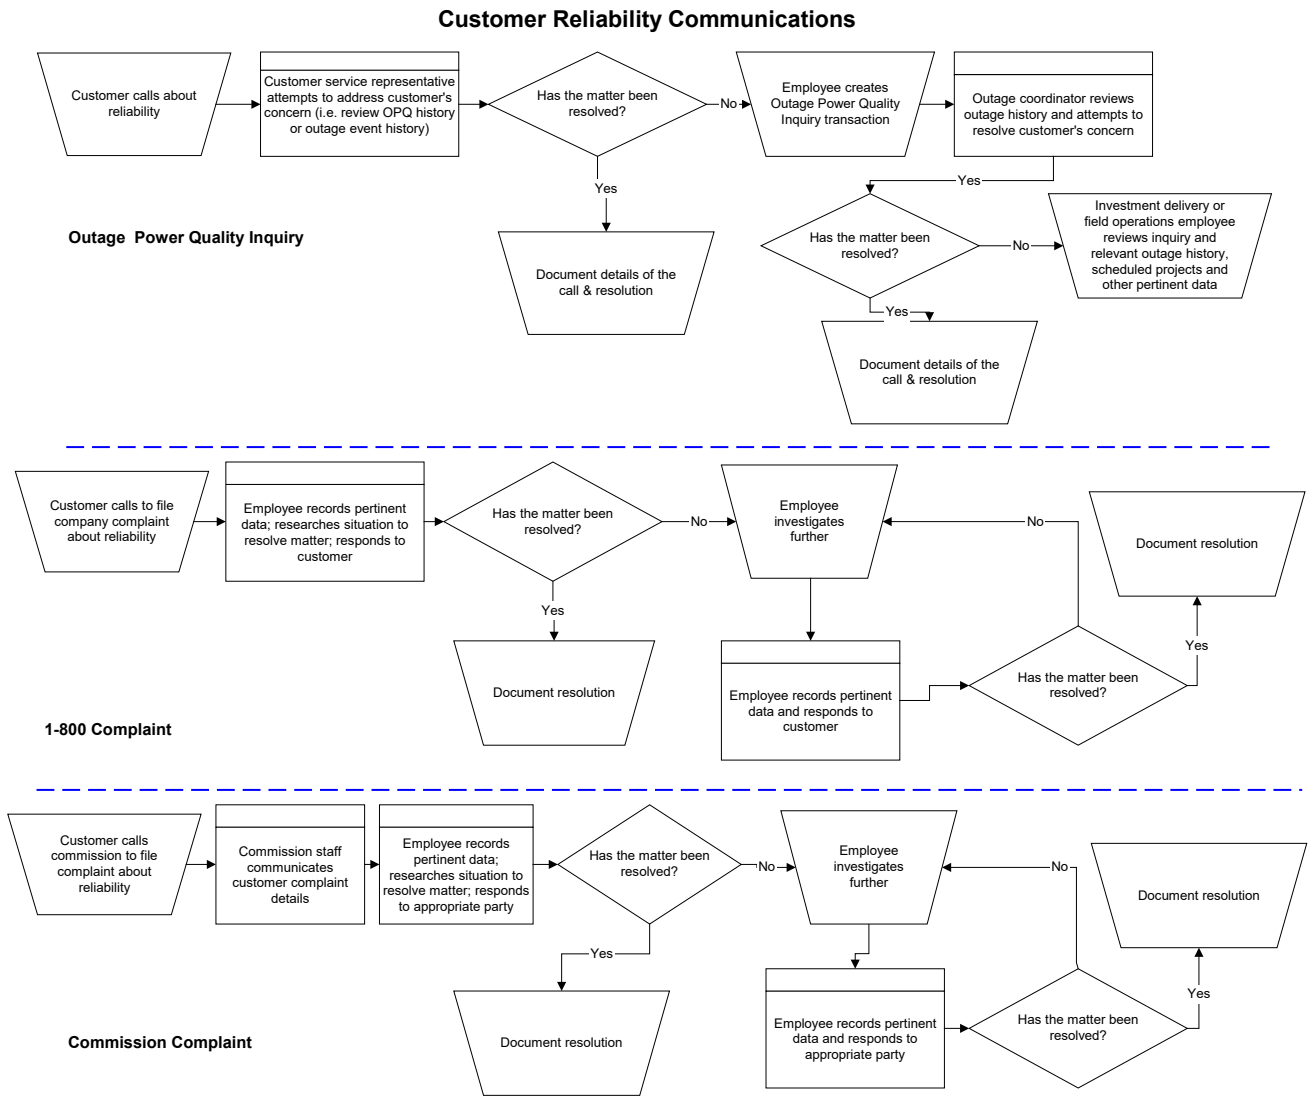 Customer Reliability Communications
Customer calls about
reliability
Customer service representative
attempts to address customer's
concern (i.e. review OPQ history
or outage event history)
Has the matter been
resolved?
No
Employee creates
Outage Power Quality
Inquiry transaction
Outage coordinator reviews
outage history and attempts to
resolve customer's concern
Yes
Yes
Outage  Power Quality Inquiry
Document details of the
call & resolution
Has the matter been
resolved?
No
Investment delivery or
field operations employee
reviews inquiry and
relevant outage history,
scheduled projects and
other pertinent data
Yes
Document details of the
call & resolution
Customer calls to file
company complaint
about reliability
Employee records pertinent
data; researches situation to
resolve matter; responds to
customer
Has the matter been
resolved?
No
Employee
investigates
further
No
Document resolution
Yes
Document resolution
Employee records pertinent
data and responds to
customer
Has the matter been
resolved?
Yes
1-800 Complaint
Customer calls
commission to file
complaint about
reliability
Commission staff
communicates
customer complaint
details
Employee records
pertinent data;
researches situation to
resolve matter; responds
to appropriate party
Has the matter been
resolved?
No
Employee
investigates
further
No
Document resolution
Yes
Document resolution
Employee records pertinent
data and responds to
appropriate party
Has the matter been
resolved?
Yes
Commission Complaint